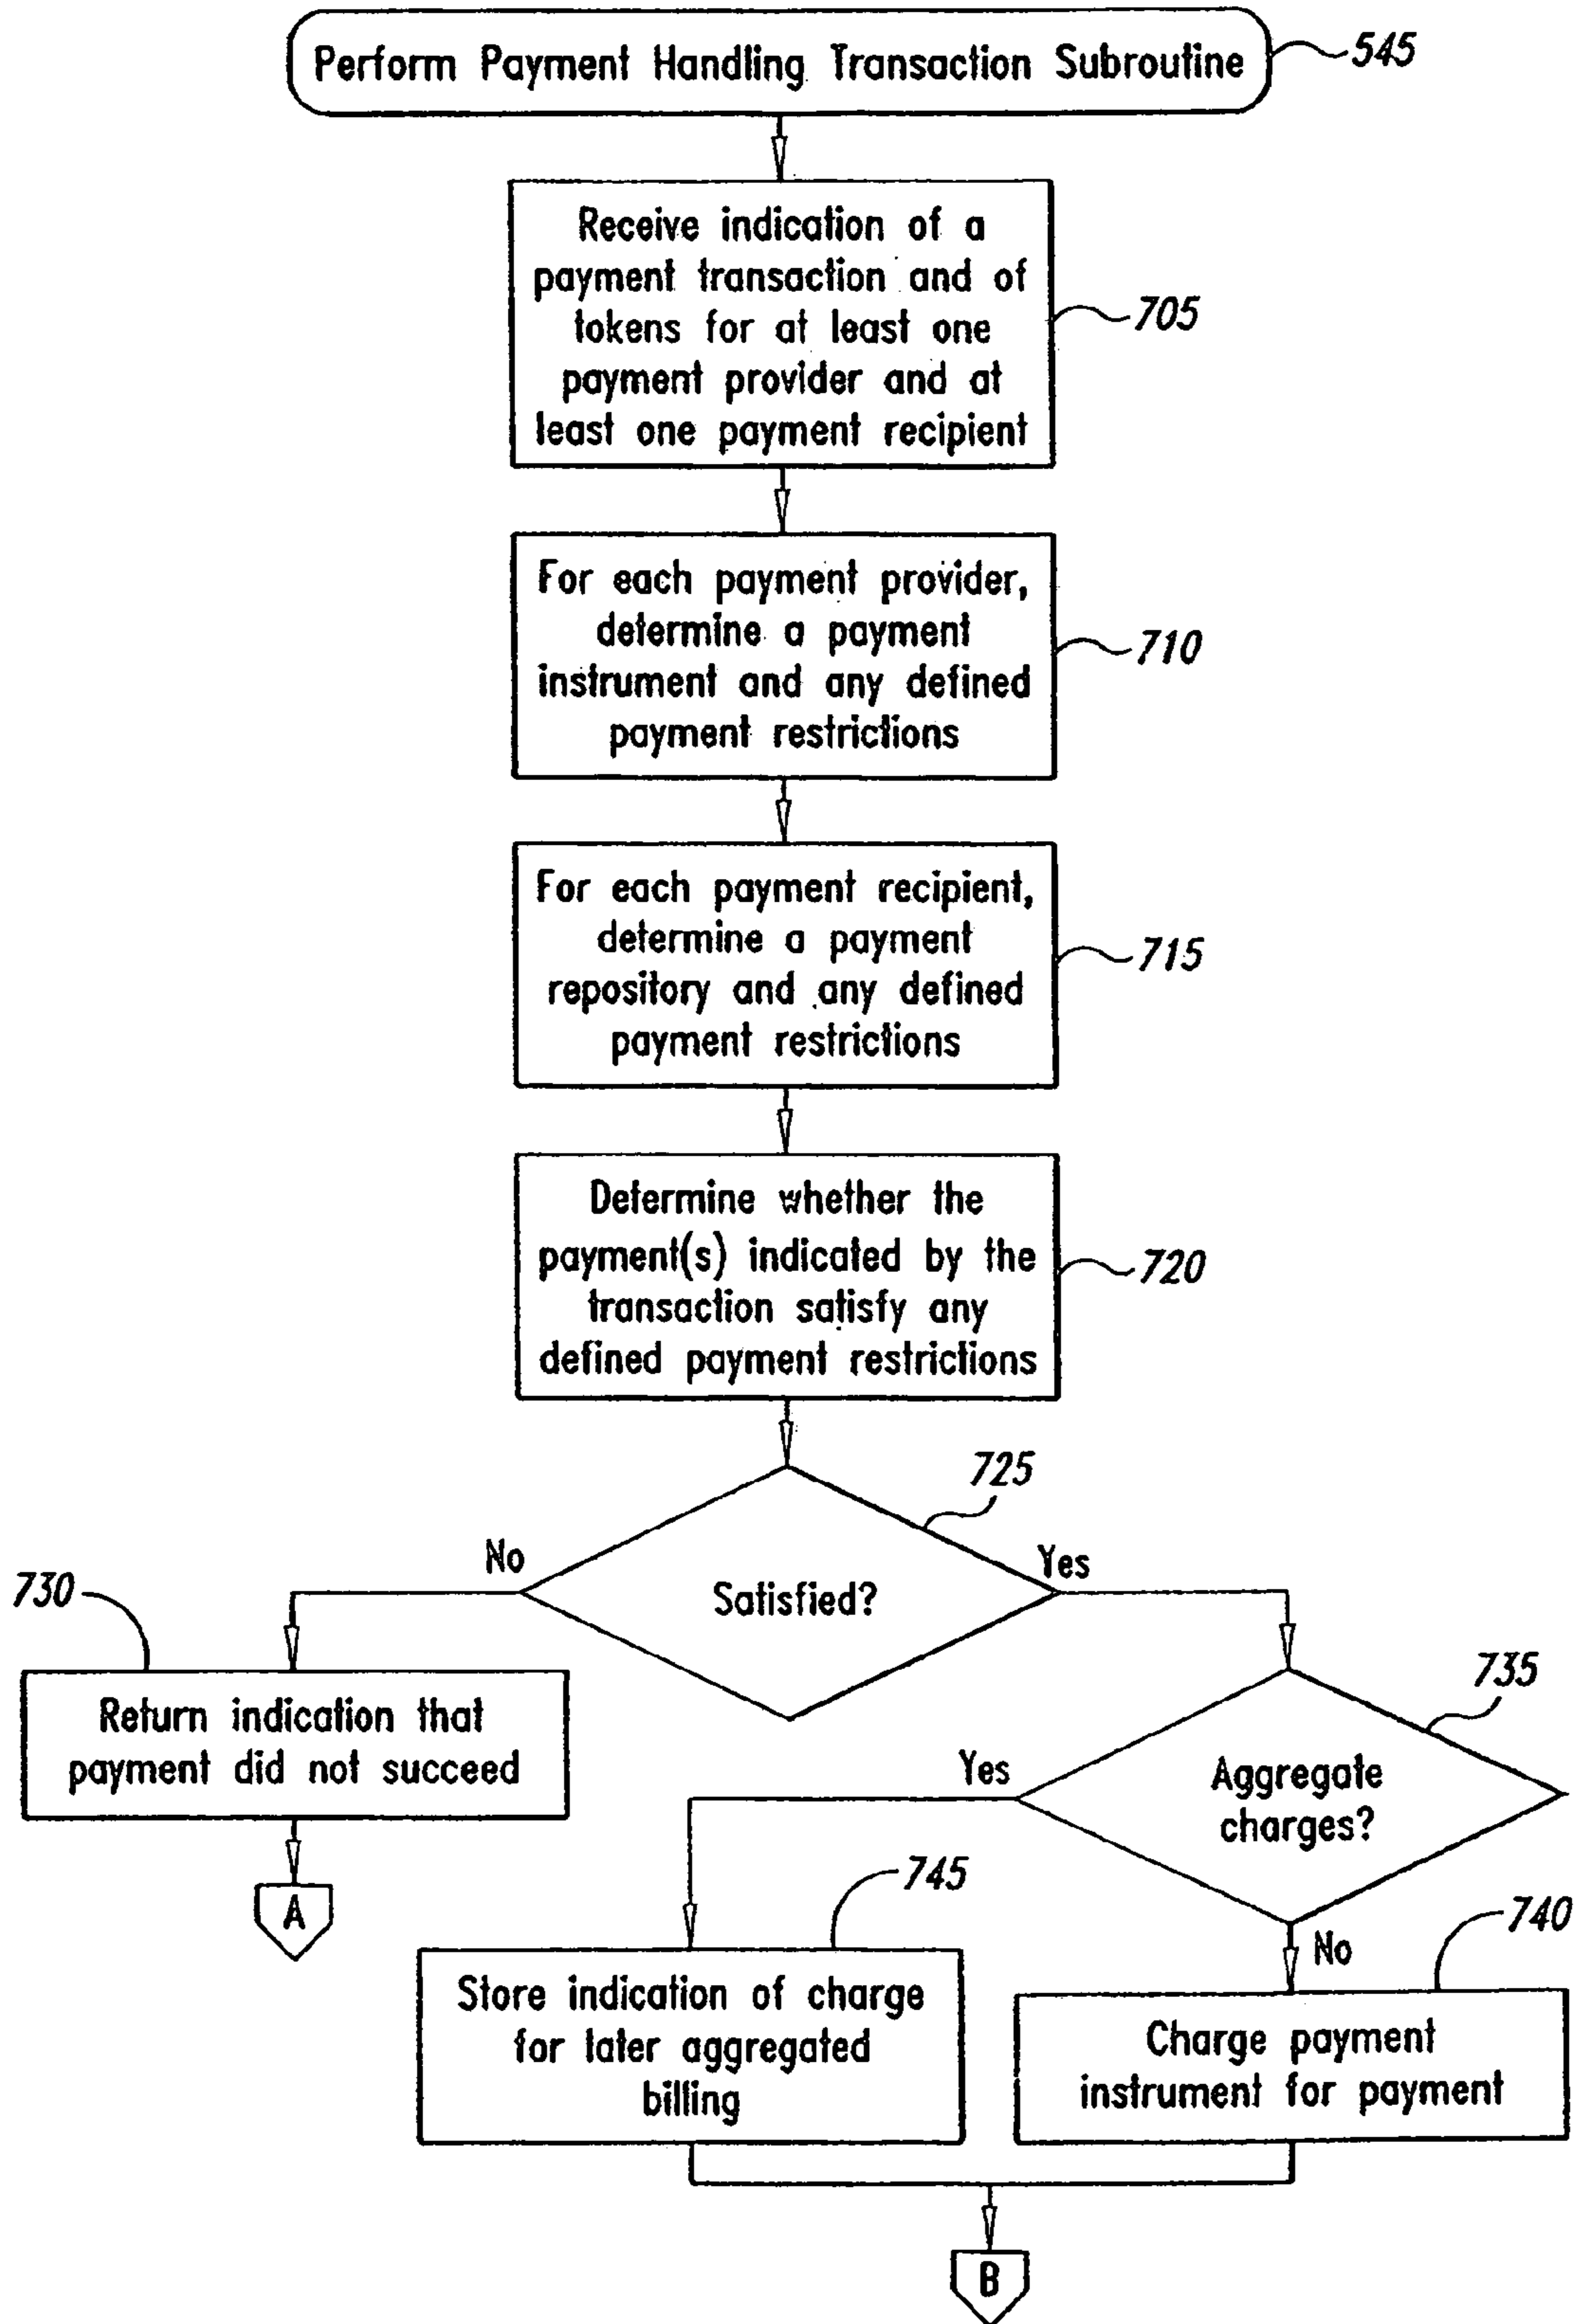 Perform Payment Handling Transaction Subroutine
545
Receive indication of a
payment transaction and of
tokens for at least one
payment provider and at
least one payment recipient
705
For each payment provider,
determine a payment
instrument and any defined
payment restrictions
710
For each payment recipient,
determine a payment
repository and any defined
payment restrictions
715
Determine whether the
payment(s) indicated by the
transaction satisfy any
defined payment restrictions
720
725
No
Satisfied?
Yes
730
Return indication that
payment did not succeed
A
735
Yes
Aggregate
charges?
745
Store indication of charge
for later aggregated
billing
No
740
Charge payment
instrument for payment
B